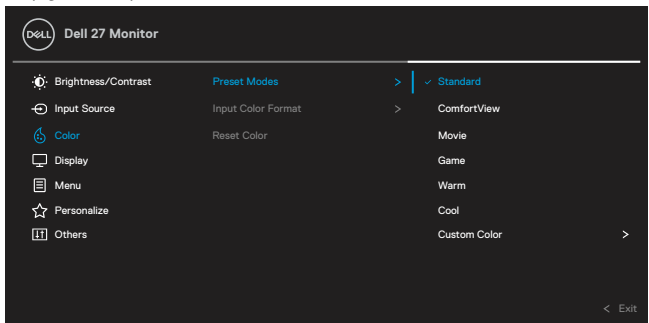 DELL Dell 27 Monitor
Brightness/Contrast Preset Modes > ✓ Standard
Input Source Input Color Format > ComfortView
Color Reset Color Movie
Display Game
Menu Warm
Personalize Cool
Others Custom Color >
< Exit